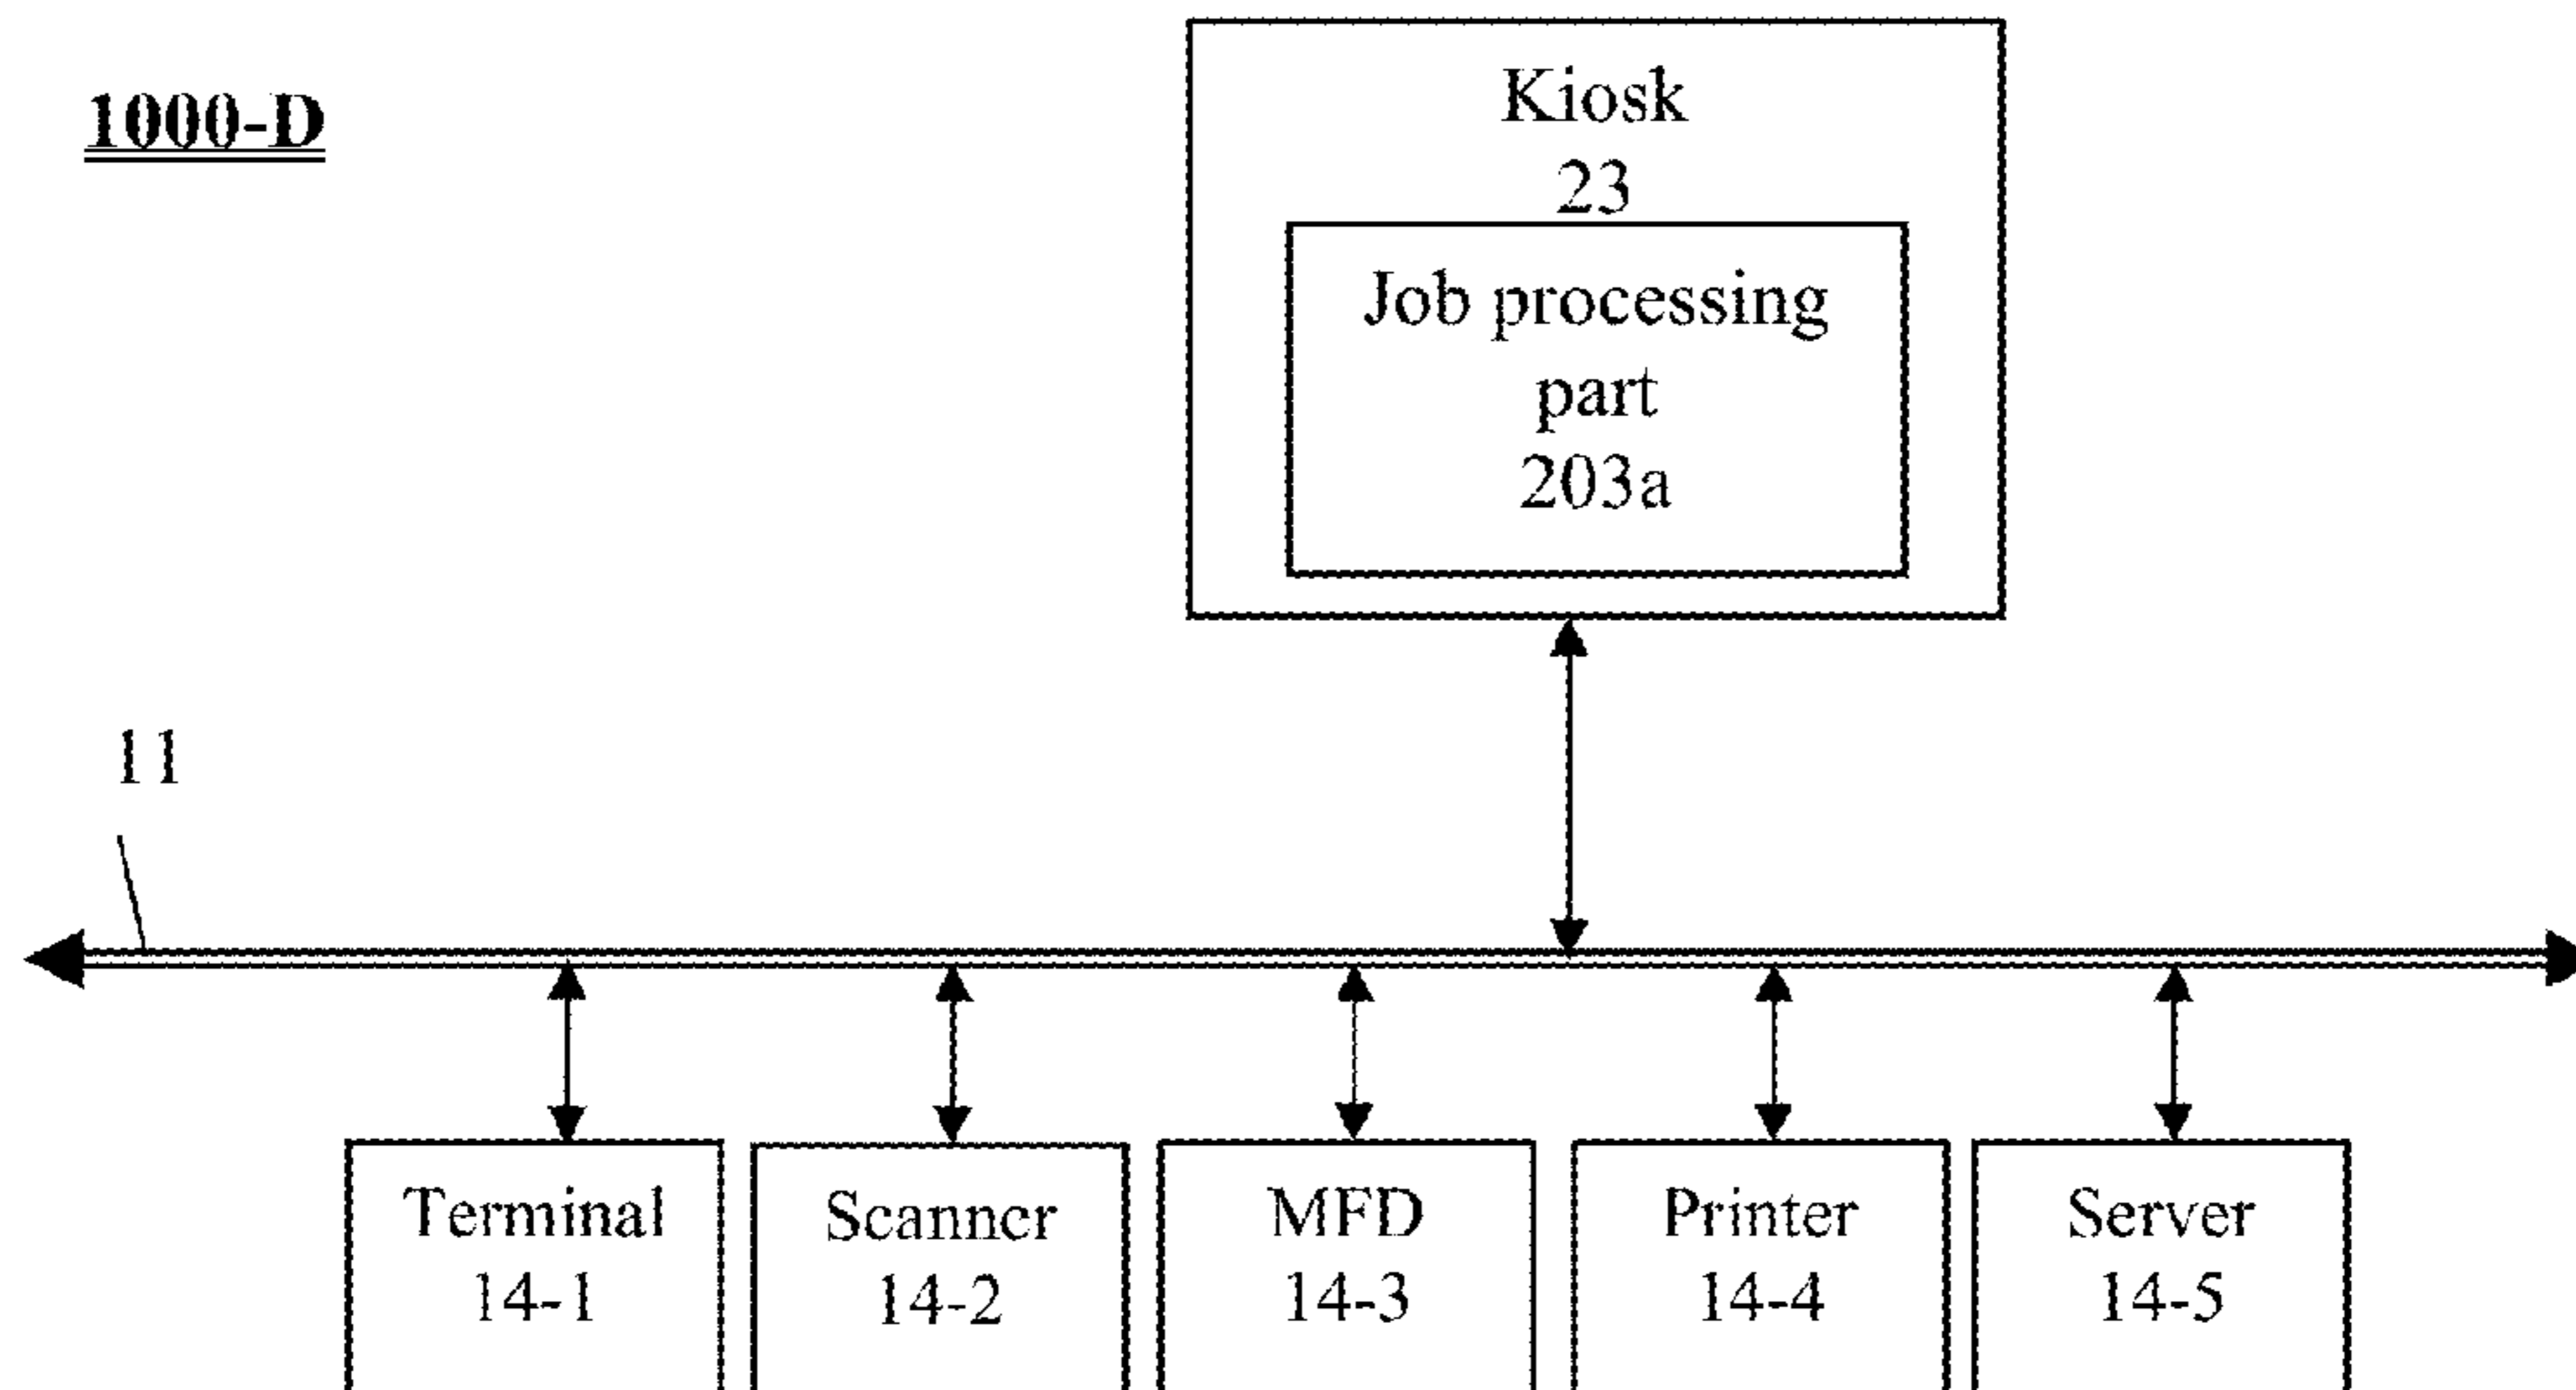 1000-D
Kiosk
23
Job processing
part
203a
11
Terminal
14-1
Scanner
14-2
MFD
14-3
Printer
14-4
Server
14-5